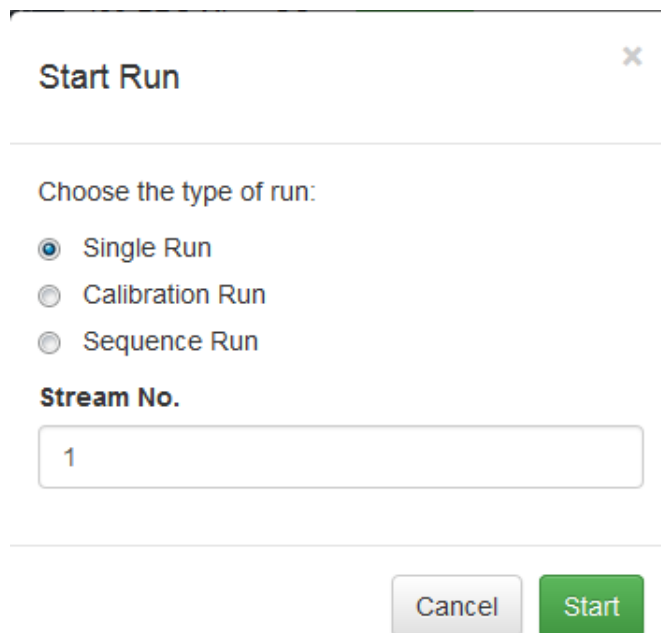 Start Run
×
Choose the type of run:
Single Run
Calibration Run
Sequence Run
Stream No.
1
Cancel Start